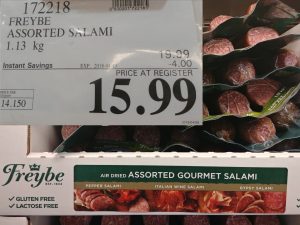 172218
FREYBE
ASSORTED SALAMI
1.13 kg
19.99
Instant Savings
-4.00
PRICE AT REGISTER
14.150
15.99
Freybe
AIR DRIED ASSORTED GOURMET SALAMI
PEPPER SALAMI
ITALIAN WINE SALAMI
GYPSY SALAMI
GLUTEN FREE
LACTOSE FREE